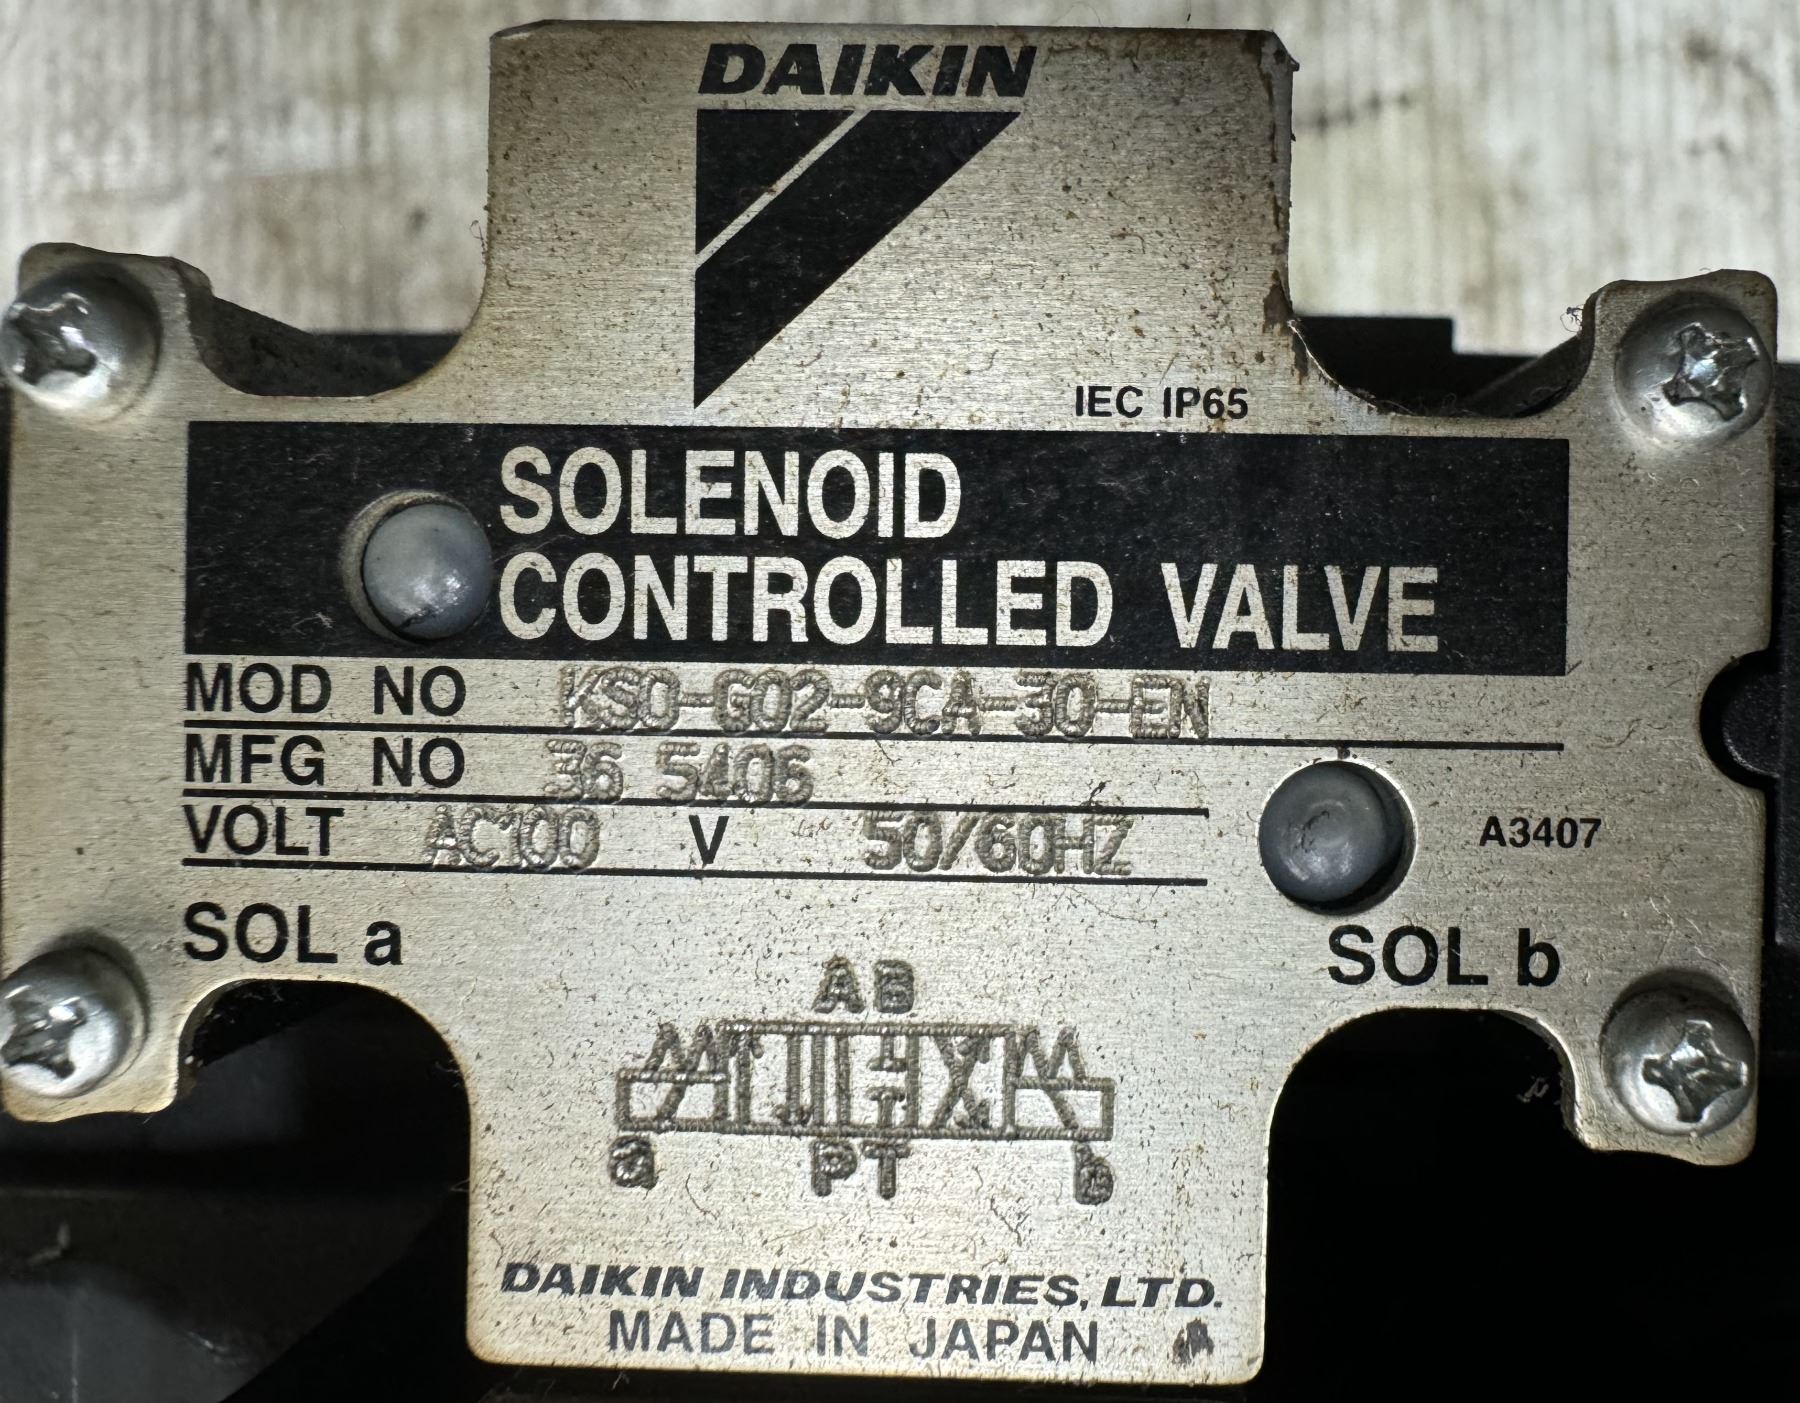 DAIKIN
IEC IP65
SOLENOID
CONTROLLED VALVE
MOD NO KSO-G02-9CA-30-EN
MFG NO 36 5406
VOLT AC100 V 50/60HZ
A3407
SOL a SOL b
AB
a PT b
DAIKIN INDUSTRIES, LTD.
MADE IN JAPAN